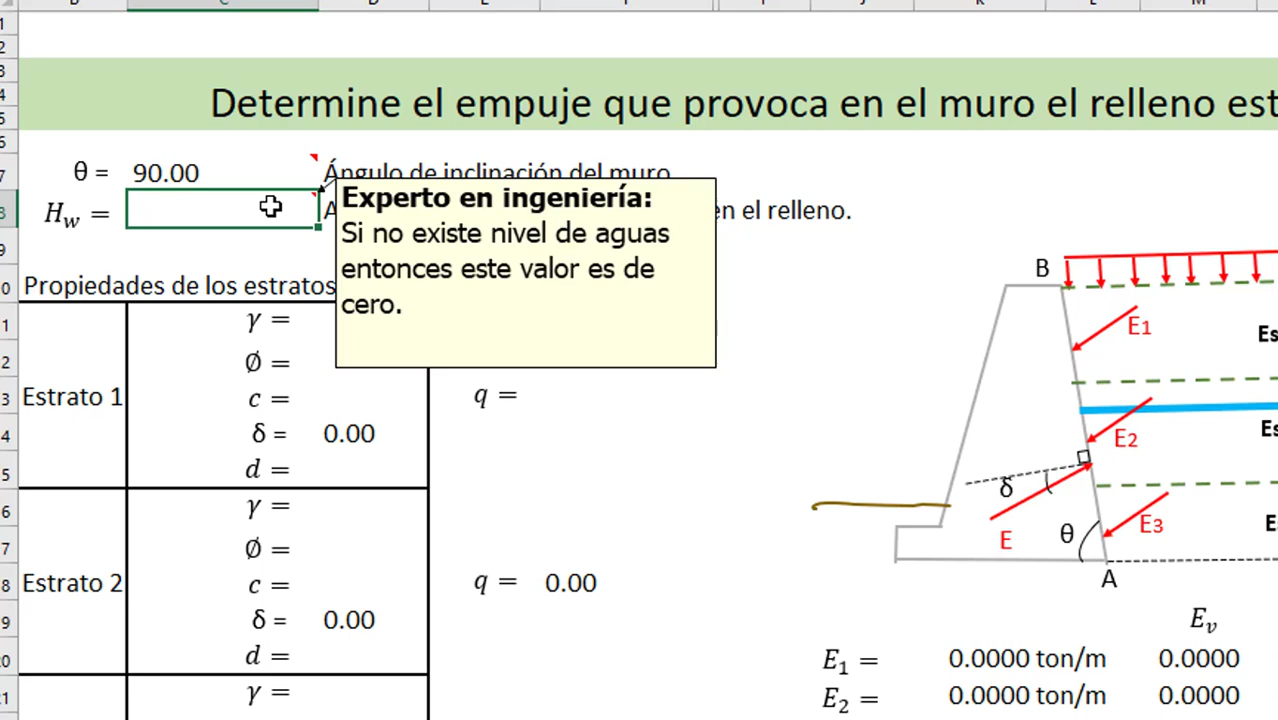 Determine el empuje que provoca en el muro el relleno est
θ = 90.00 Ángulo de inclinación del muro
H_w = en el relleno.
Experto en ingeniería:
Si no existe nivel de aguas
entonces este valor es de
cero.
Propiedades de los estratos
Estrato 1
γ =
Ø =
c =
δ = 0.00
d =
q =
Estrato 2
γ =
Ø =
c =
δ = 0.00
d =
q = 0.00
γ =
B
E1
Es
E2
Es
δ
E
θ
E3
Es
A
E_v
E_1 = 0.0000 ton/m 0.0000
E_2 = 0.0000 ton/m 0.0000